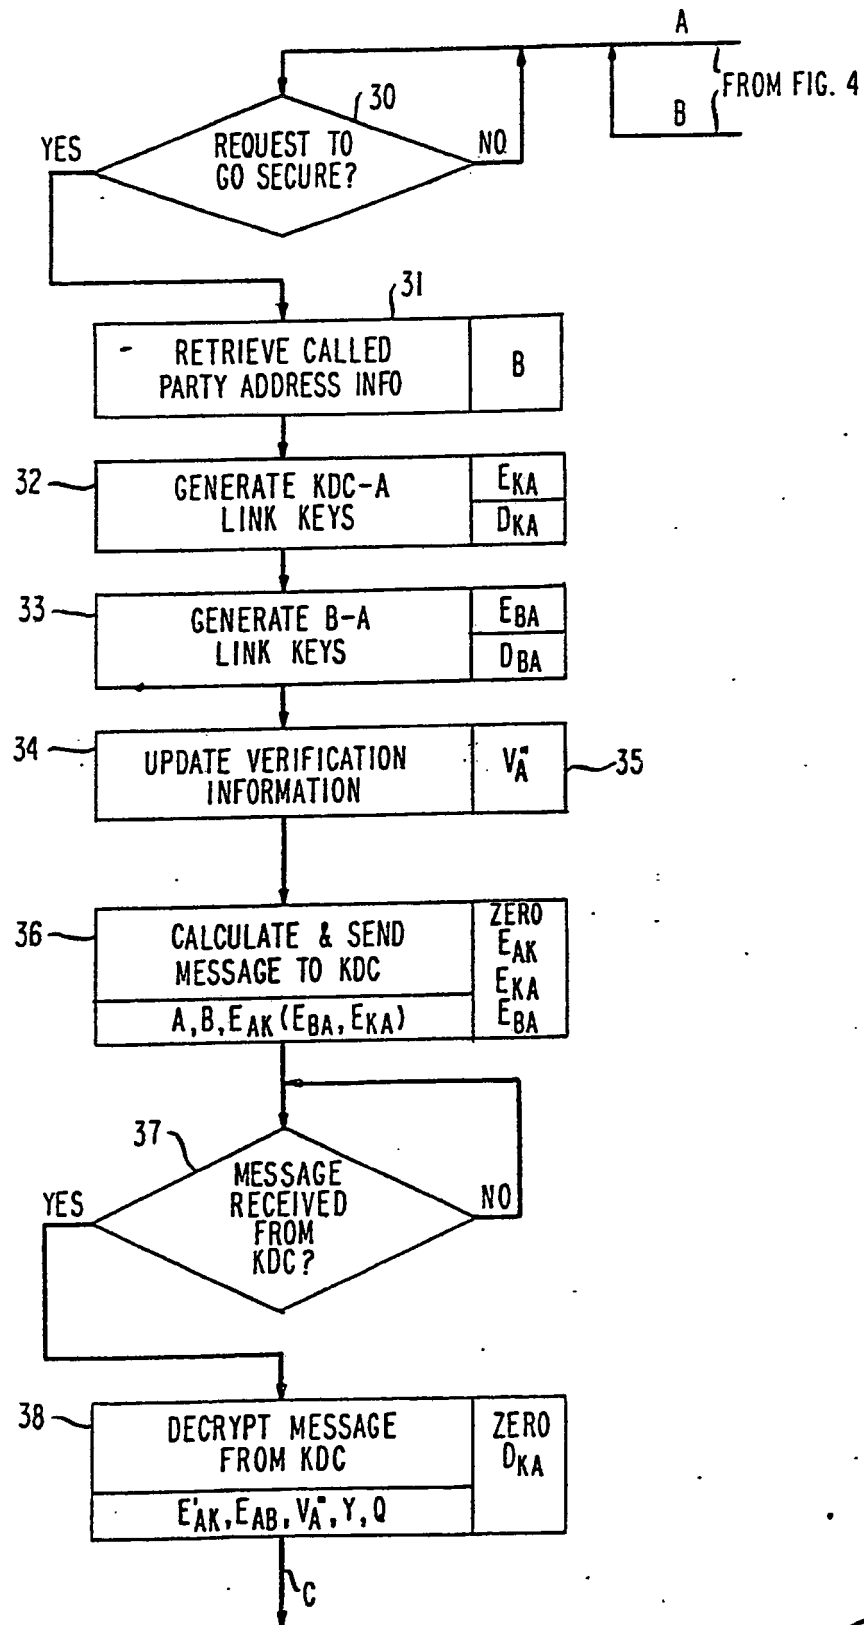 A
FROM FIG. 4
B
30
REQUEST TO
GO SECURE?
YES
NO
31
RETRIEVE CALLED
PARTY ADDRESS INFO
B
32
GENERATE KDC-A
LINK KEYS
EKA
DKA
33
GENERATE B-A
LINK KEYS
EBA
DBA
34
UPDATE VERIFICATION
INFORMATION
VA"
35
36
CALCULATE & SEND
MESSAGE TO KDC
A, B, EAK (EBA, EKA)
ZERO
EAK
EKA
EBA
37
MESSAGE
RECEIVED
FROM
KDC?
YES
NO
38
DECRYPT MESSAGE
FROM KDC
E'AK, EAB, VA", Y, Q
ZERO
DKA
C